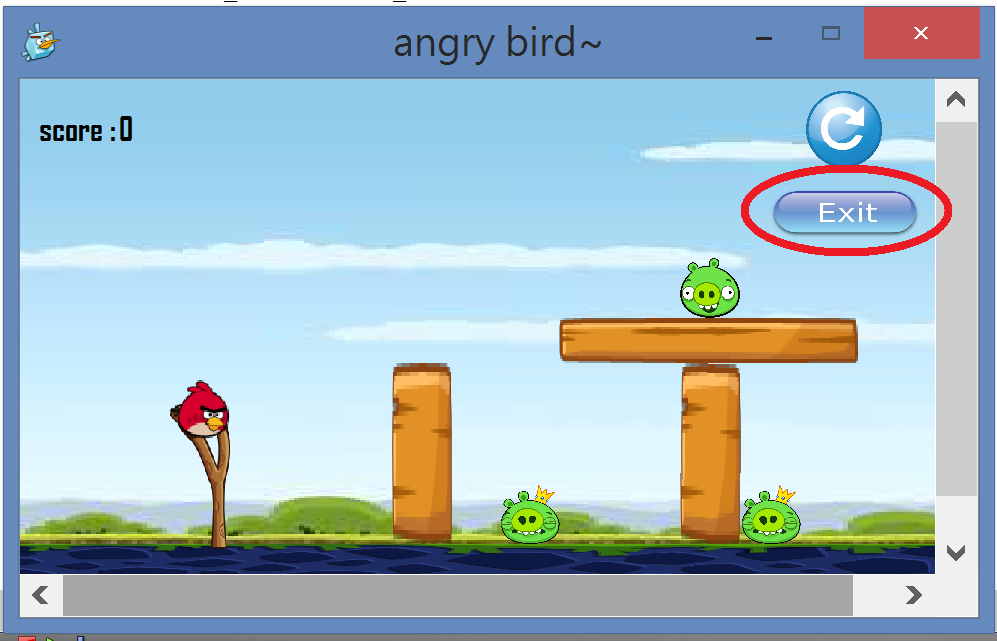 angry bird~
score :0
Exit